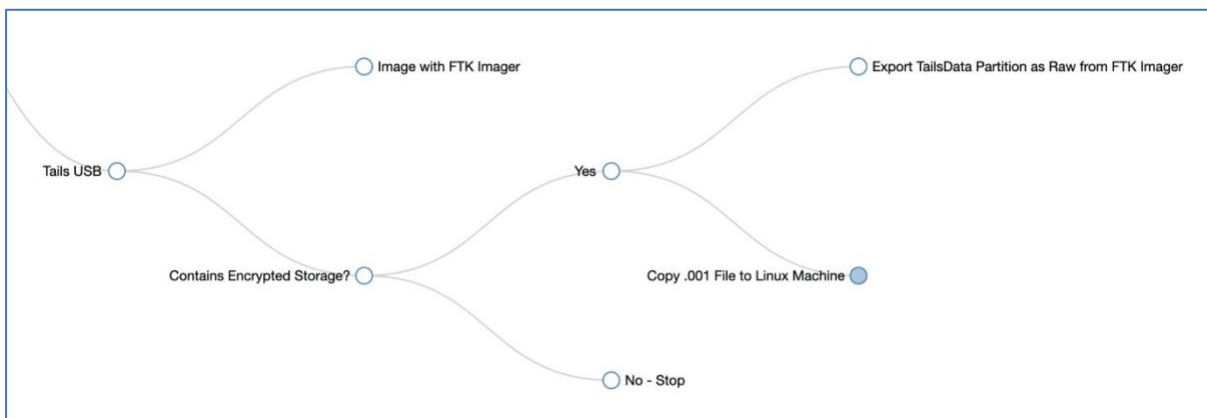 Image with FTK Imager
Export TailsData Partition as Raw from FTK Imager
Tails USB
Yes
Contains Encrypted Storage?
Copy .001 File to Linux Machine
No - Stop